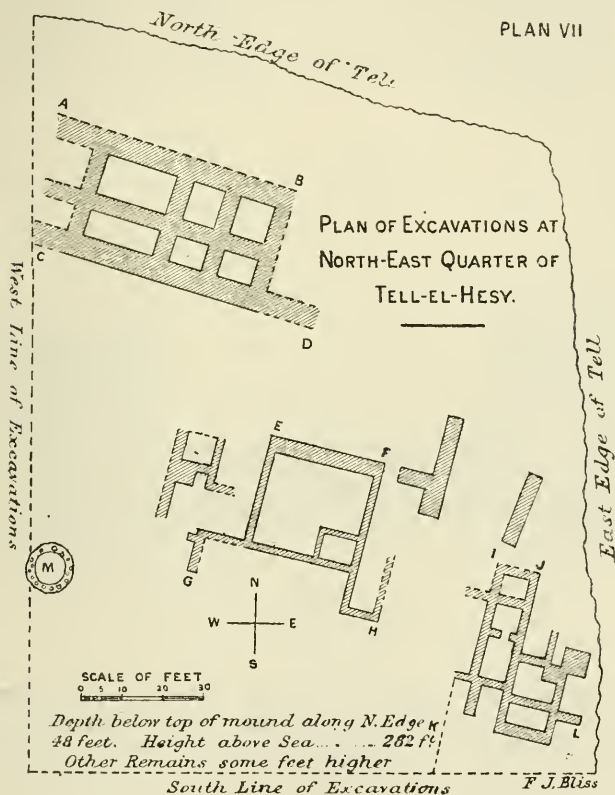 PLAN VII
North Edge of Tell
A
B
PLAN OF EXCAVATIONS AT
NORTH-EAST QUARTER OF
TELL-EL-HESY.
C
D
West Line of Excavations
East Edge of Tell
E
F
I
J
M
G
N
W E
S
H
SCALE OF FEET
0 5 10 20 30
Depth below top of mound along N. Edge K
48 feet. Height above Sea.... 282 ft
Other Remains some feet higher
L
South Line of Excavations
F J. Bliss